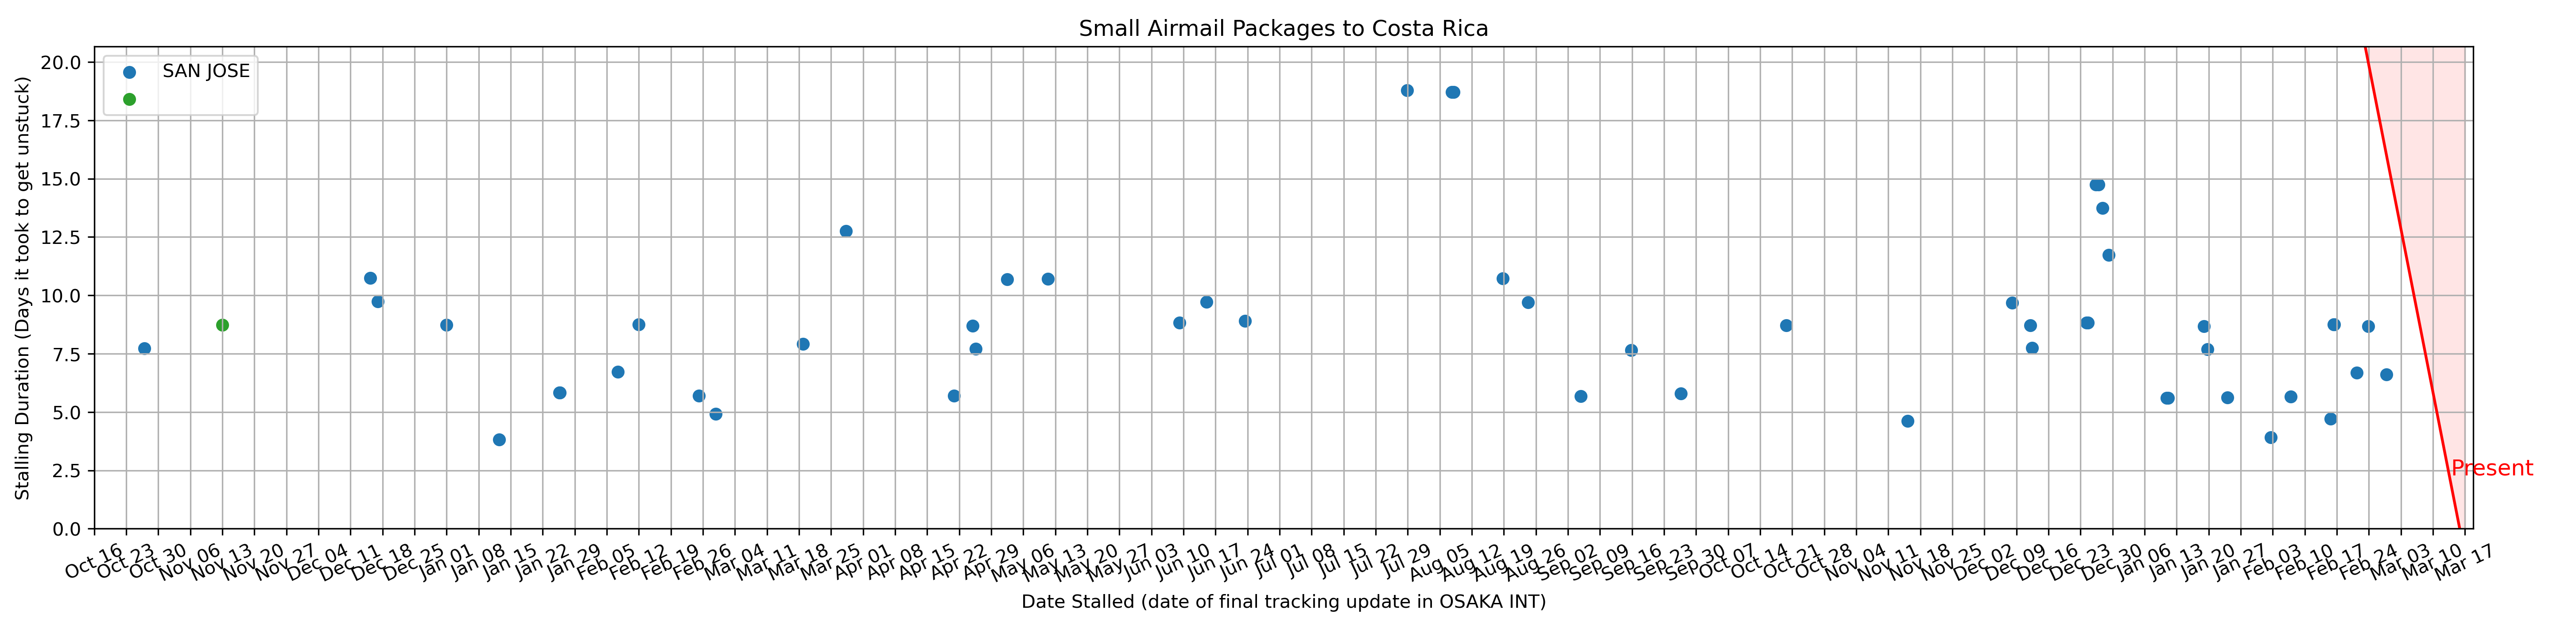 Small Airmail Packages to Costa Rica
SAN JOSE
Stalling Duration (Days it took to get unstuck)
20.0
17.5
15.0
12.5
10.0
7.5
5.0
2.5
0.0
Present
Oct 16
Oct 23
Oct 30
Nov 06
Nov 13
Nov 20
Nov 27
Dec 04
Dec 11
Dec 18
Dec 25
Jan 01
Jan 08
Jan 15
Jan 22
Jan 29
Feb 05
Feb 12
Feb 19
Feb 26
Mar 04
Mar 11
Mar 18
Mar 25
Apr 01
Apr 08
Apr 15
Apr 22
Apr 29
May 06
May 13
May 20
May 27
Jun 03
Jun 10
Jun 17
Jun 24
Jul 01
Jul 08
Jul 15
Jul 22
Jul 29
Aug 05
Aug 12
Aug 19
Aug 26
Sep 02
Sep 09
Sep 16
Sep 23
Sep 30
Oct 07
Oct 14
Oct 21
Oct 28
Nov 04
Nov 11
Nov 18
Nov 25
Dec 02
Dec 09
Dec 16
Dec 23
Dec 30
Jan 06
Jan 13
Jan 20
Jan 27
Feb 03
Feb 10
Feb 17
Feb 24
Mar 03
Mar 10
Mar 17
Date Stalled (date of final tracking update in OSAKA INT)